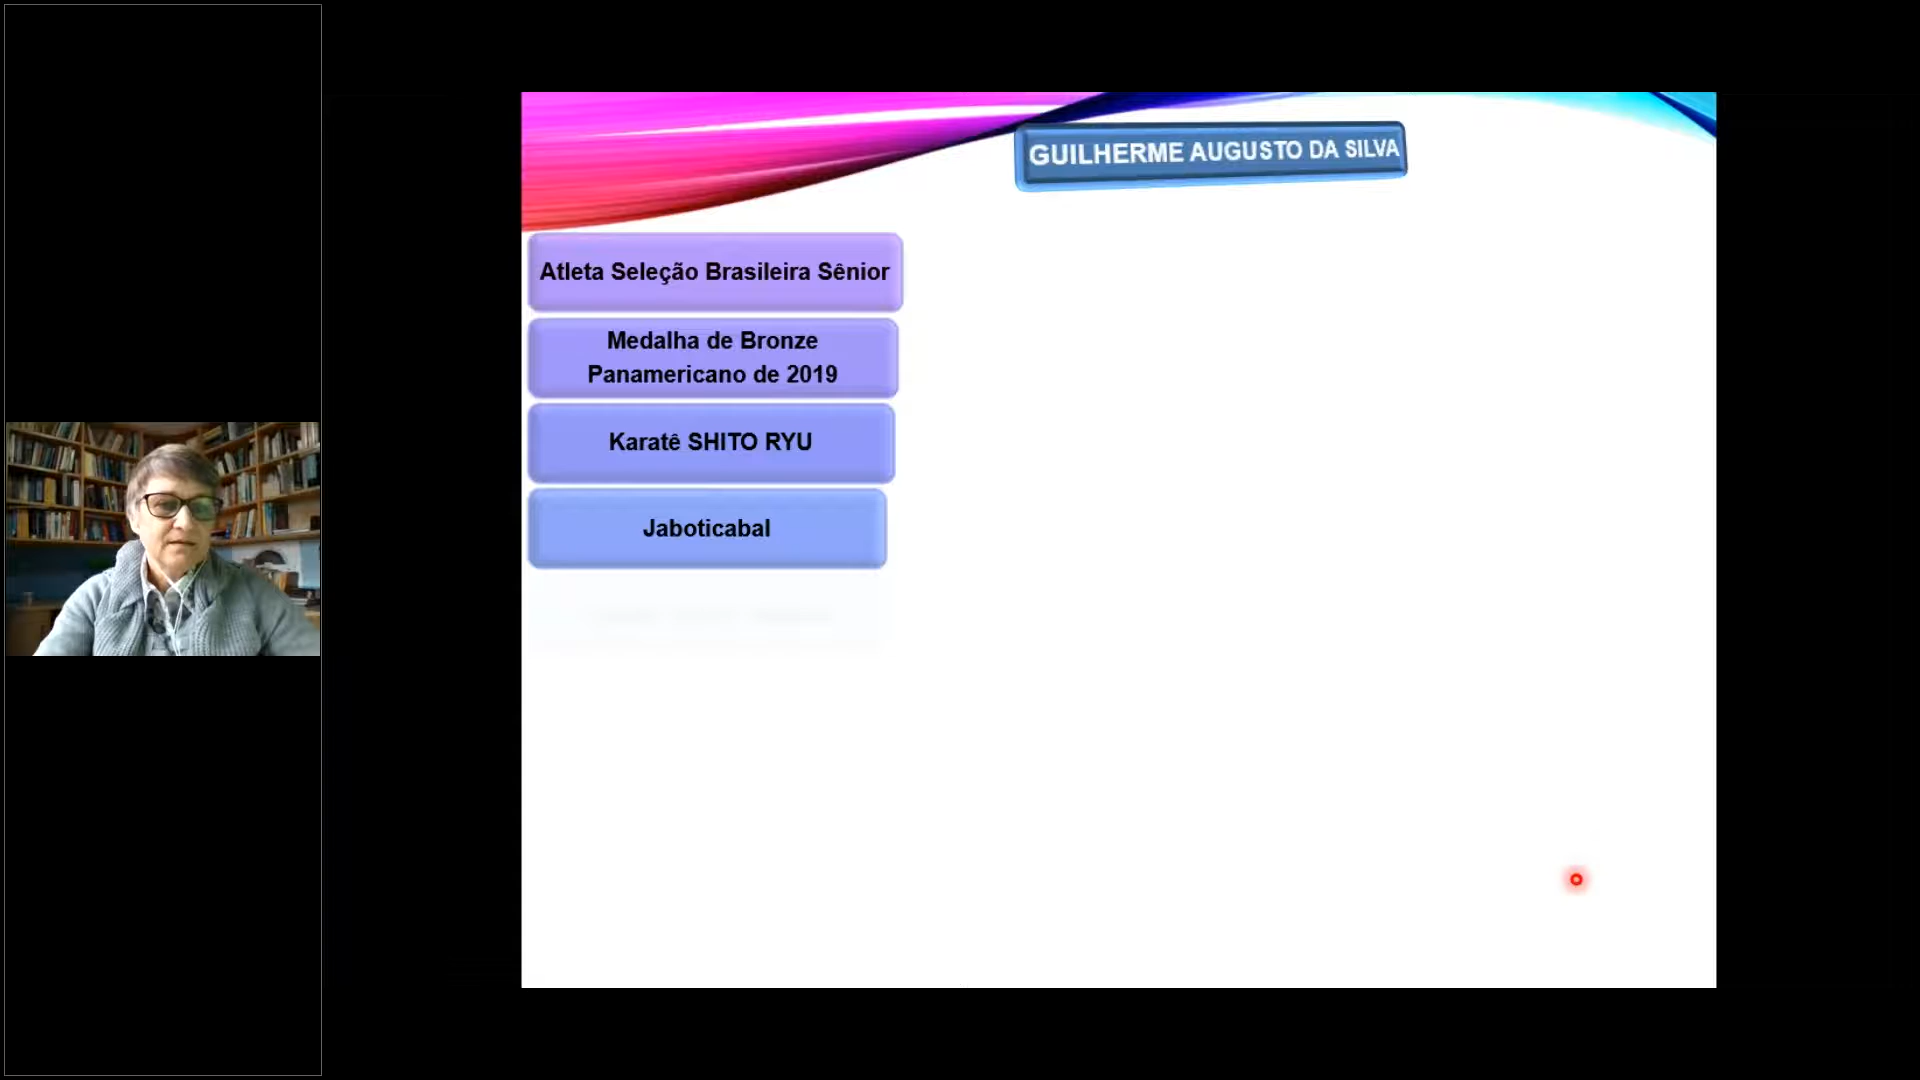 GUILHERME AUGUSTO DA SILVA
Atleta Seleção Brasileira Sênior
Medalha de Bronze
Panamericano de 2019
Karatê SHITO RYU
Jaboticabal